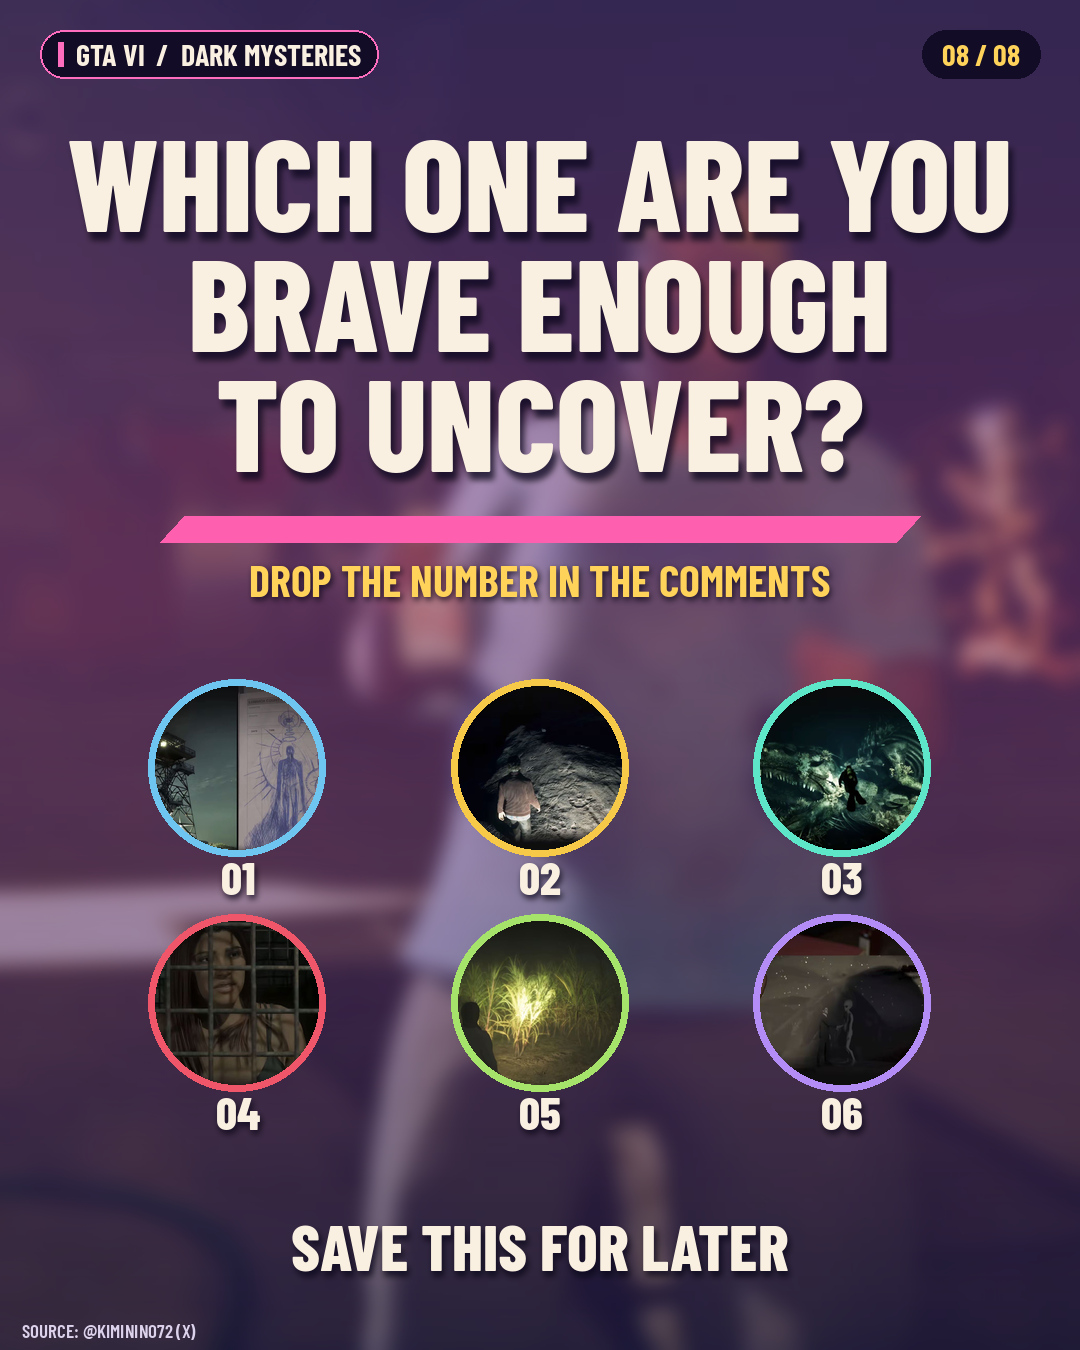 GTA VI / DARK MYSTERIES
08 / 08
WHICH ONE ARE YOU
BRAVE ENOUGH
TO UNCOVER?
DROP THE NUMBER IN THE COMMENTS
01
02
03
04
05
06
SAVE THIS FOR LATER
SOURCE: @KIMININO72 (X)